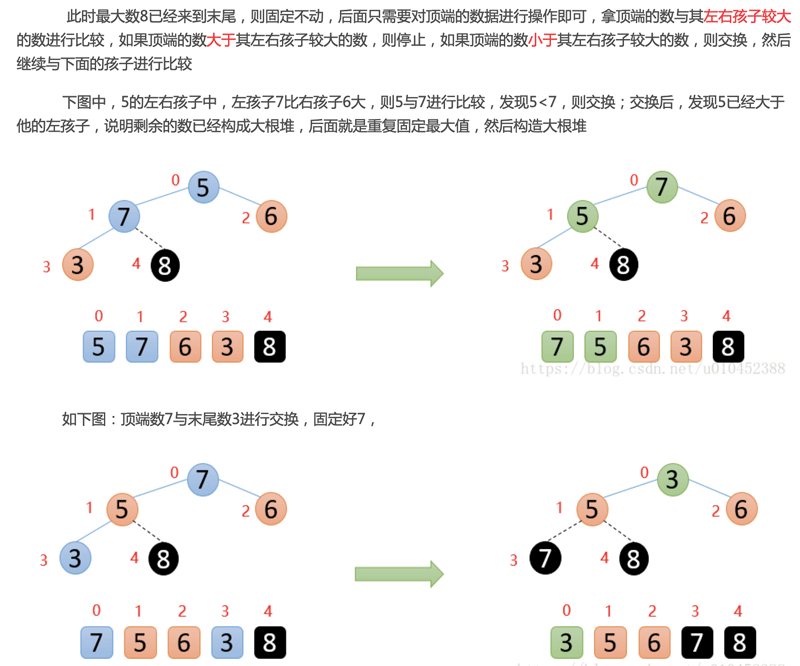 此时最大数8已经来到末尾，则固定不动，后面只需要对顶端的数据进行操作即可，拿顶端的数与其左右孩子较大
的数进行比较，如果顶端的数大于其左右孩子较大的数，则停止，如果顶端的数小于其左右孩子较大的数，则交换，然后
继续与下面的孩子进行比较
下图中，5的左右孩子中，左孩子7比右孩子6大，则5与7进行比较，发现5<7，则交换；交换后，发现5已经大于
他的左孩子，说明剩余的数已经构成大根堆，后面就是重复固定最大值，然后构造大根堆
0 5 0 7
1 7 2 6 1 5 2 6
3 3 4 8 3 3 4 8
0 1 2 3 4 0 1 2 3 4
5 7 6 3 8 7 5 6 3 8
https://blog.csdn.net/u010452388
如下图：顶端数7与末尾数3进行交换，固定好7，
0 7 0 3
1 5 2 6 1 5 2 6
3 3 4 8 3 7 4 8
0 1 2 3 4 0 1 2 3 4
7 5 6 3 8 3 5 6 7 8